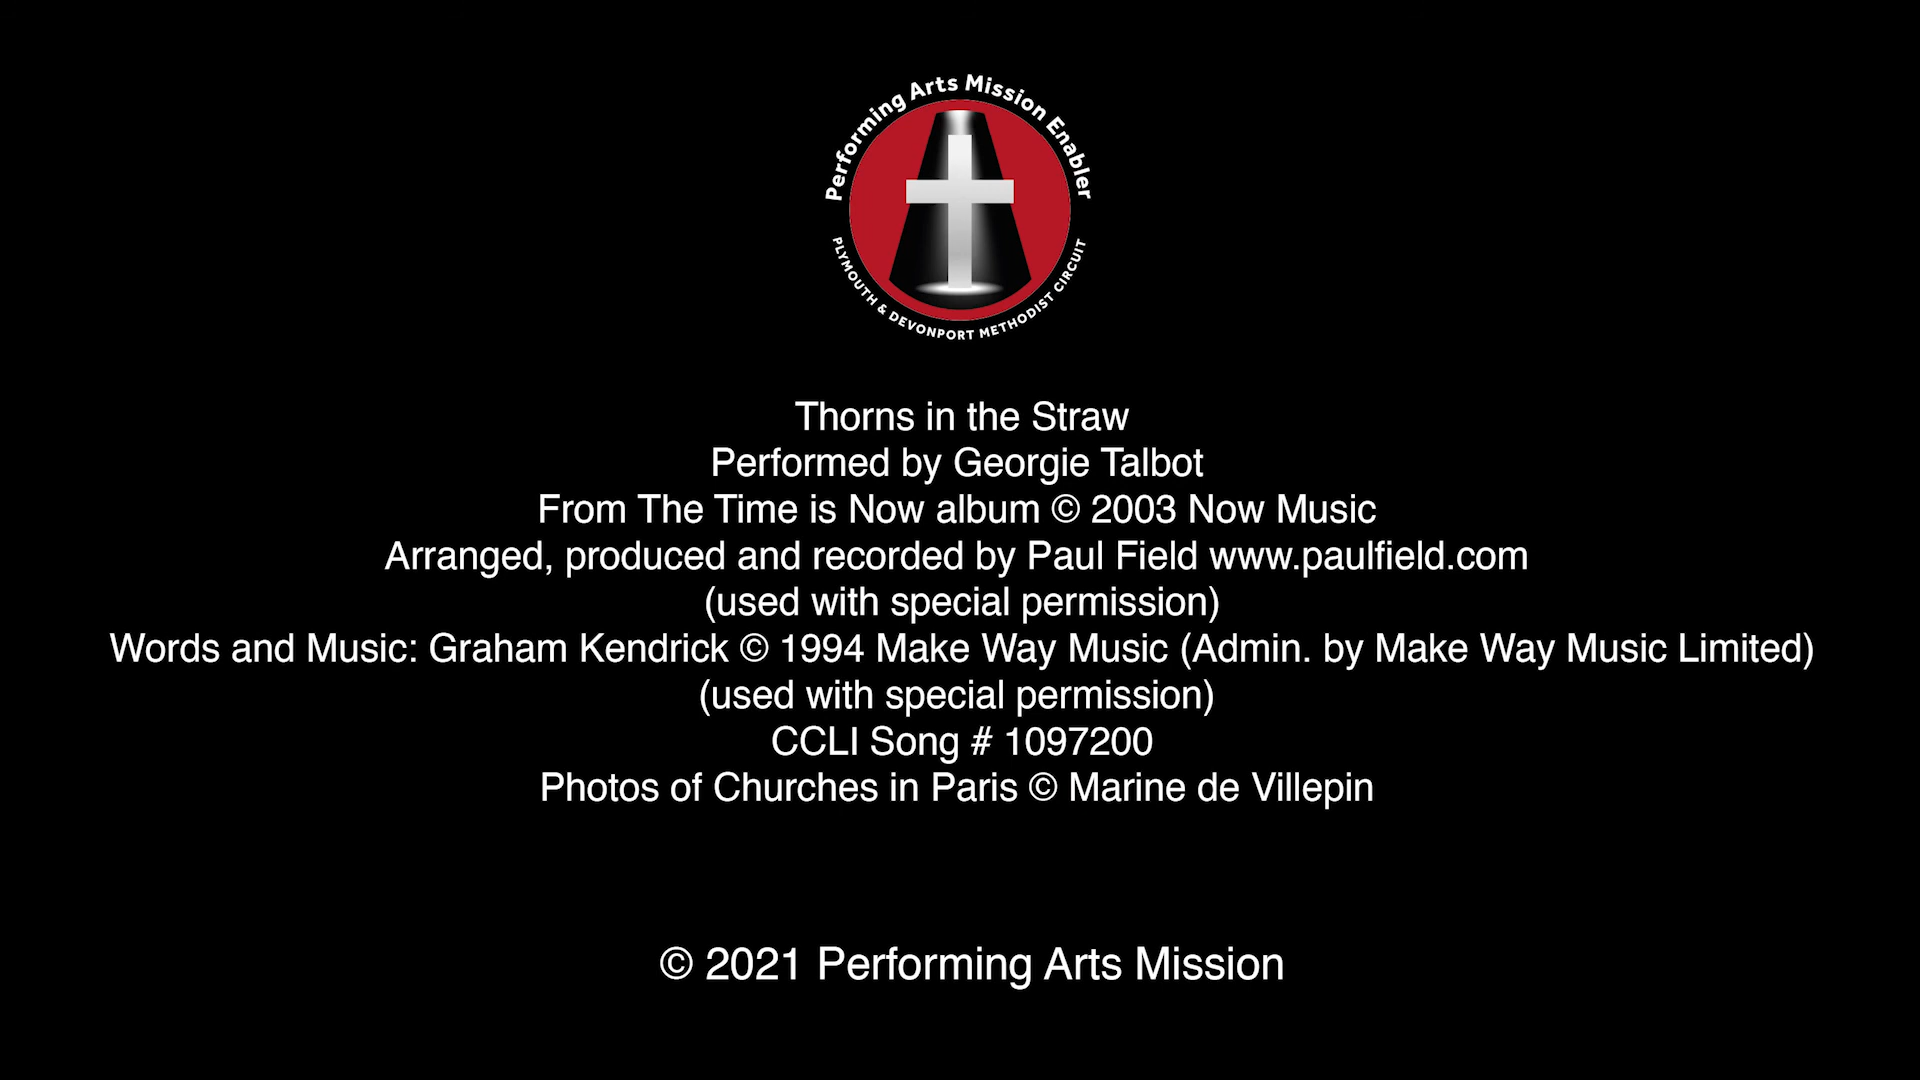 Performing Arts Mission Enabler
PLYMOUTH & DEVONPORT METHODIST CIRCUIT
Thorns in the Straw
Performed by Georgie Talbot
From The Time is Now album © 2003 Now Music
Arranged, produced and recorded by Paul Field www.paulfield.com
(used with special permission)
Words and Music: Graham Kendrick © 1994 Make Way Music (Admin. by Make Way Music Limited)
(used with special permission)
CCLI Song # 1097200
Photos of Churches in Paris © Marine de Villepin
© 2021 Performing Arts Mission